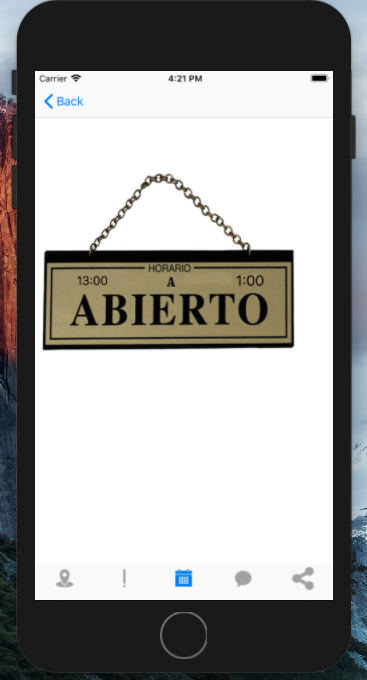 Carrier 4:21 PM
Back
HORARIO
13:00 A 1:00
ABIERTO